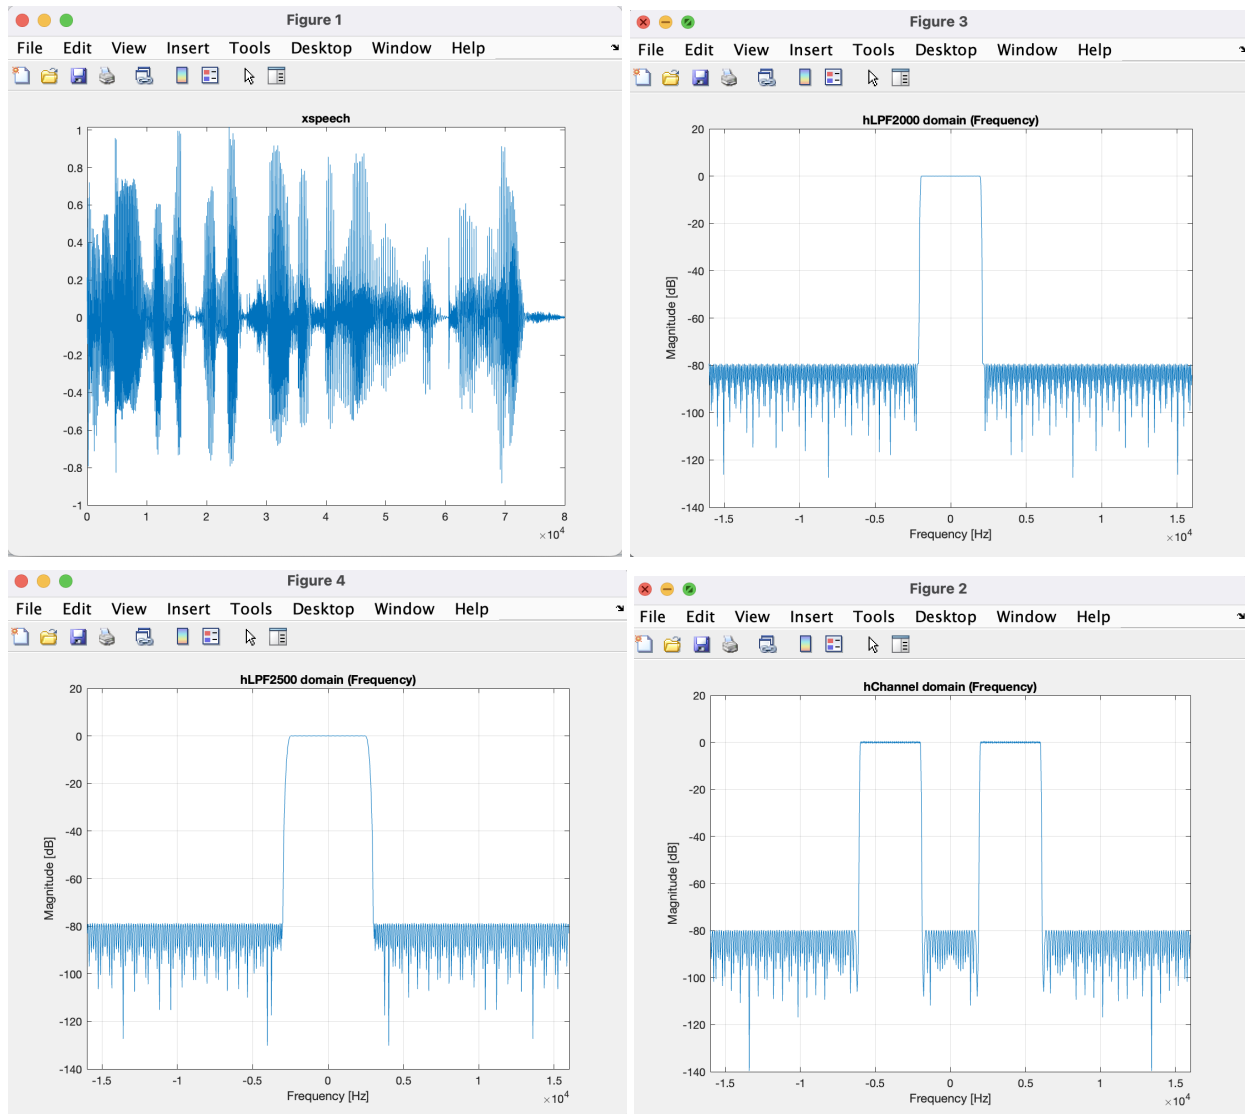 Figure 1
File Edit View Insert Tools Desktop Window Help
xspeech
1
0.8
0.6
0.4
0.2
0
-0.2
-0.4
-0.6
-0.8
-1
0 1 2 3 4 5 6 7 8
×10^4
Figure 3
File Edit View Insert Tools Desktop Window Help
hLPF2000 domain (Frequency)
Magnitude [dB]
20
0
-20
-40
-60
-80
-100
-120
-140
-1.5 -1 -0.5 0 0.5 1 1.5
Frequency [Hz]
×10^4
Figure 4
File Edit View Insert Tools Desktop Window Help
hLPF2500 domain (Frequency)
Magnitude [dB]
20
0
-20
-40
-60
-80
-100
-120
-140
-1.5 -1 -0.5 0 0.5 1 1.5
Frequency [Hz]
×10^4
Figure 2
File Edit View Insert Tools Desktop Window Help
hChannel domain (Frequency)
Magnitude [dB]
20
0
-20
-40
-60
-80
-100
-120
-140
-1.5 -1 -0.5 0 0.5 1 1.5
Frequency [Hz]
×10^4